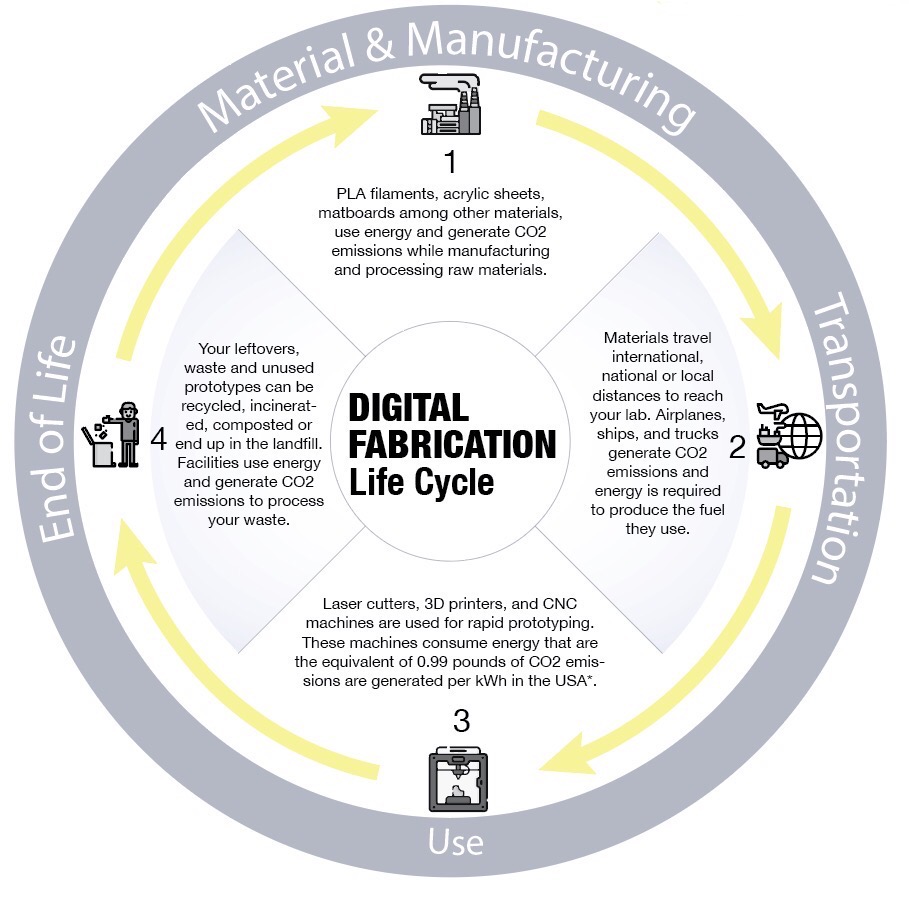 Material & Manufacturing
1
PLA filaments, acrylic sheets,
matboards among other materials,
use energy and generate CO2
emissions while manufacturing
and processing raw materials.
Transportation
2
Materials travel
international,
national or local
distances to reach
your lab. Airplanes,
ships, and trucks
generate CO2
emissions and
energy is required
to produce the fuel
they use.
DIGITAL
FABRICATION
Life Cycle
Laser cutters, 3D printers, and CNC
machines are used for rapid prototyping.
These machines consume energy that are
the equivalent of 0.99 pounds of CO2 emis-
sions are generated per kWh in the USA*.
3
Use
End of Life
4
Your leftovers,
waste and unused
prototypes can be
recycled, incinerat-
ed, composted or
end up in the landfill.
Facilities use energy
and generate CO2
emissions to process
your waste.